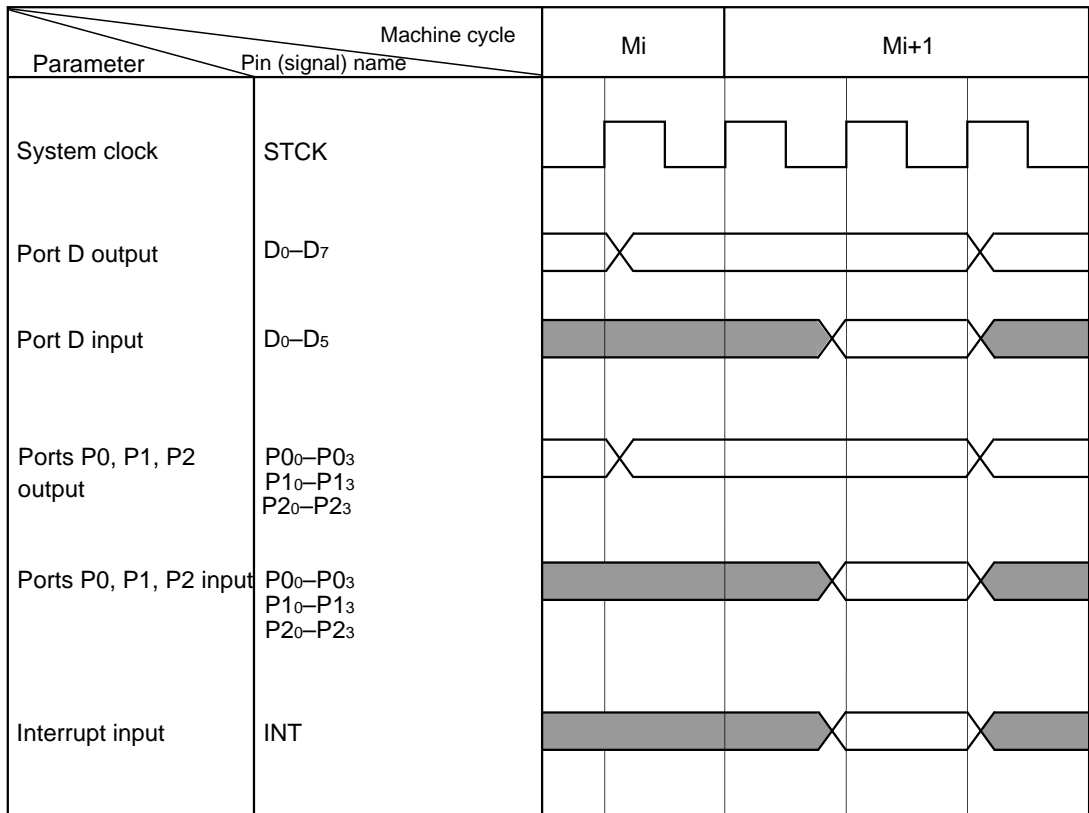 Machine cycle
Parameter
Pin (signal) name
Mi
Mi+1
System clock
STCK
Port D output
D0–D7
Port D input
D0–D5
Ports P0, P1, P2
output
P00–P03
P10–P13
P20–P23
Ports P0, P1, P2 input
P00–P03
P10–P13
P20–P23
Interrupt input
INT